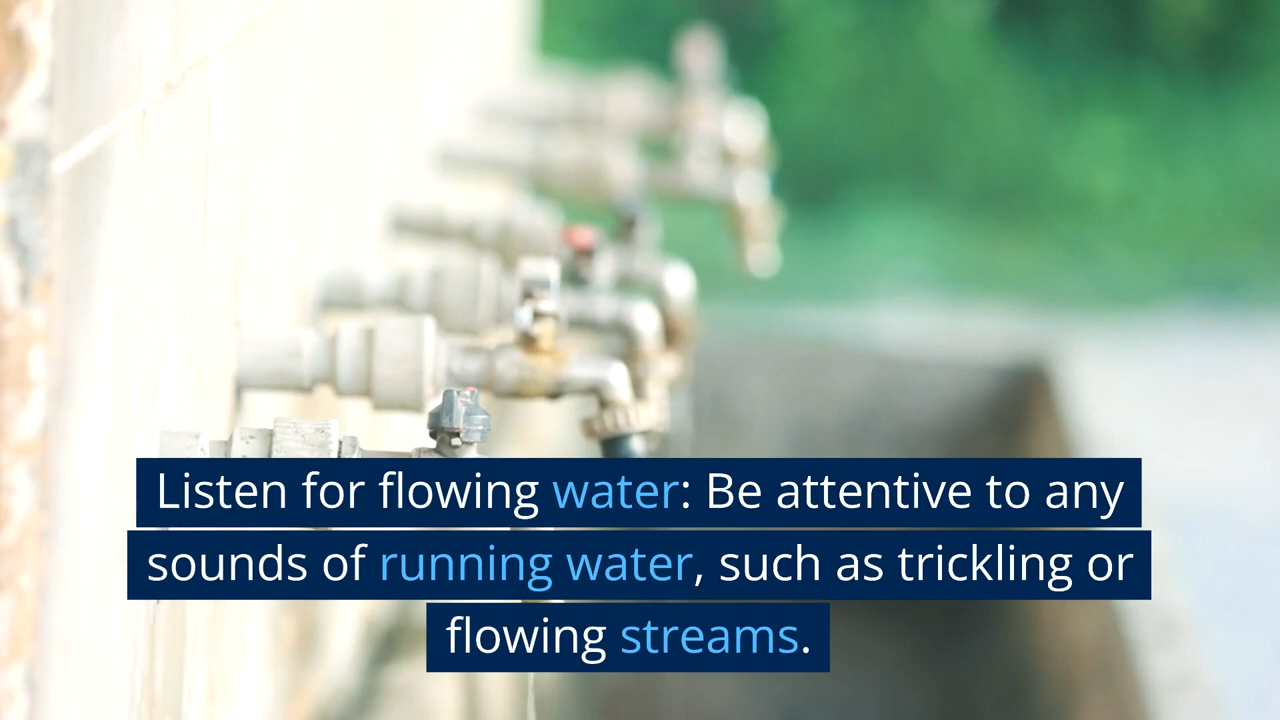 Listen for flowing water: Be attentive to any
sounds of running water, such as trickling or
flowing streams.